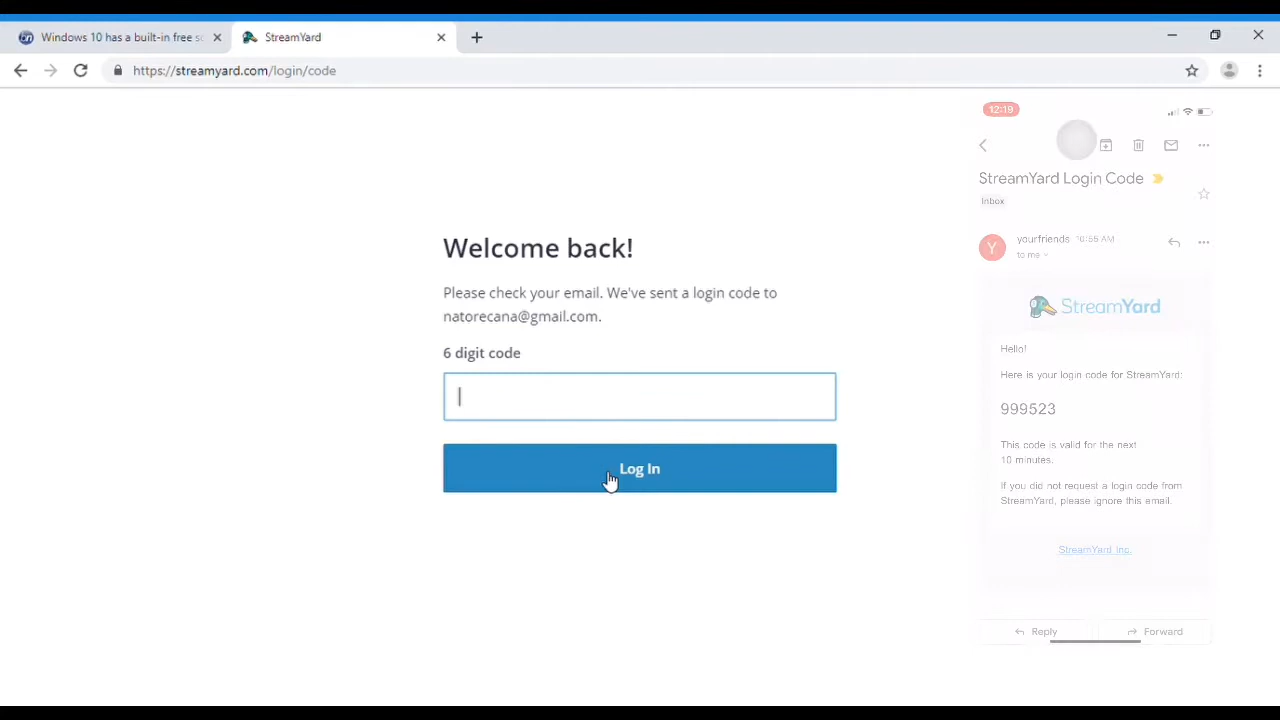 Windows 10 has a built-in free sc
StreamYard
https://streamyard.com/login/code
Welcome back!
Please check your email. We've sent a login code to
natorecana@gmail.com.
6 digit code
Log In
12:19
StreamYard Login Code
Inbox
Y
yourfriends 10:55 AM
to me
StreamYard
Hello!
Here is your login code for StreamYard:
999523
This code is valid for the next
10 minutes.
If you did not request a login code from
StreamYard, please ignore this email.
StreamYard Inc.
Reply
Forward